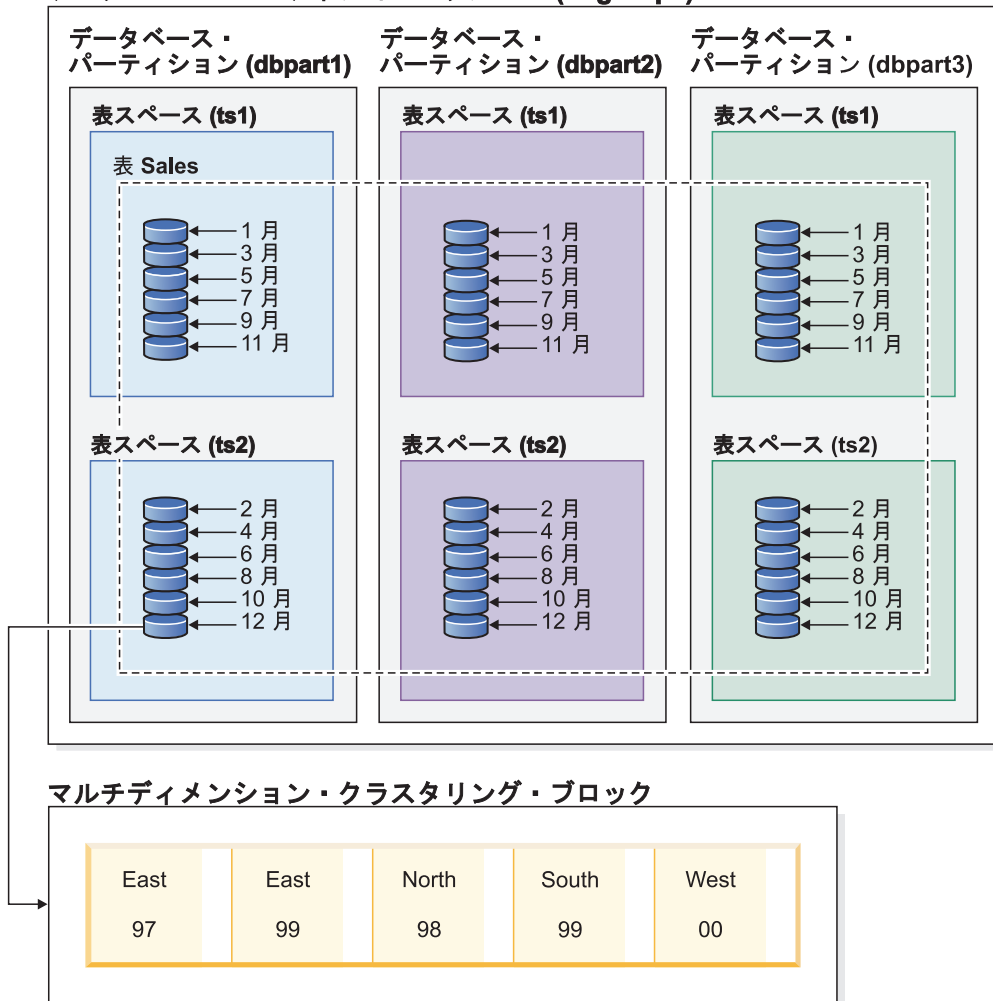 データベース・
パーティション (dbpart1)
表スペース (ts1)
表 Sales
1 月
3 月
5 月
7 月
9 月
11 月
表スペース (ts2)
2 月
4 月
6 月
8 月
10 月
12 月
データベース・
パーティション (dbpart2)
表スペース (ts1)
1 月
3 月
5 月
7 月
9 月
11 月
表スペース (ts2)
2 月
4 月
6 月
8 月
10 月
12 月
データベース・
パーティション (dbpart3)
表スペース (ts1)
1 月
3 月
5 月
7 月
9 月
11 月
表スペース (ts2)
2 月
4 月
6 月
8 月
10 月
12 月
マルチディメンション・クラスタリング・ブロック
East
97
East
99
North
98
South
99
West
00